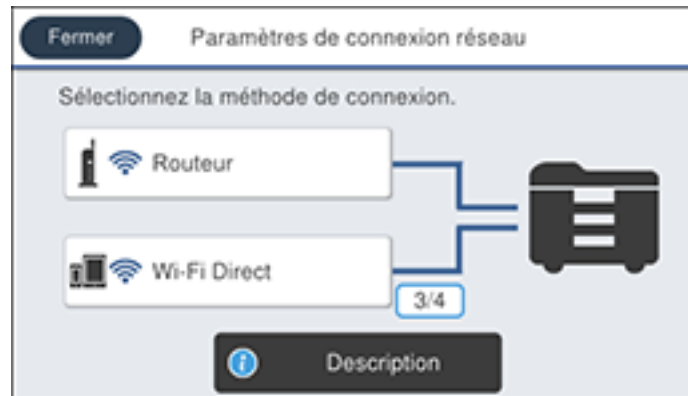 Fermer
Paramètres de connexion réseau
Sélectionnez la méthode de connexion.
Routeur
Wi-Fi Direct
3/4
i Description